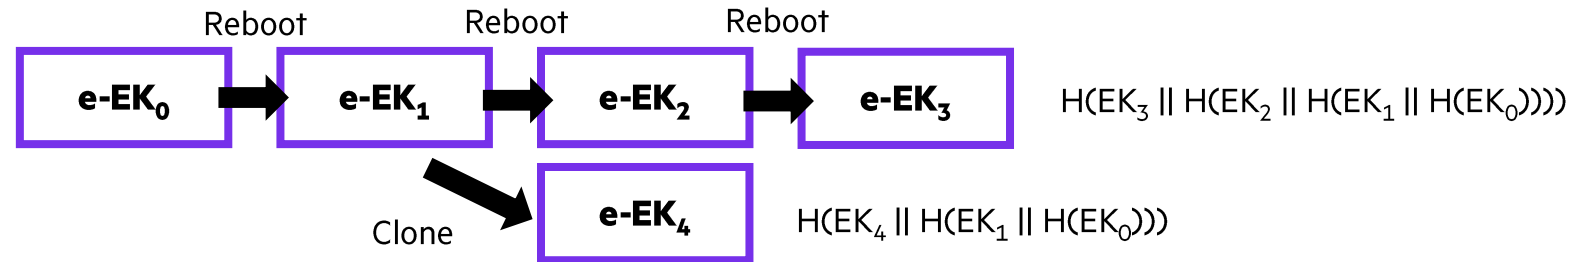 Reboot Reboot Reboot
e-EK₀ e-EK₁ e-EK₂ e-EK₃ H(EK₃ || H(EK₂ || H(EK₁ || H(EK₀))))
Clone e-EK₄ H(EK₄ || H(EK₁ || H(EK₀)))